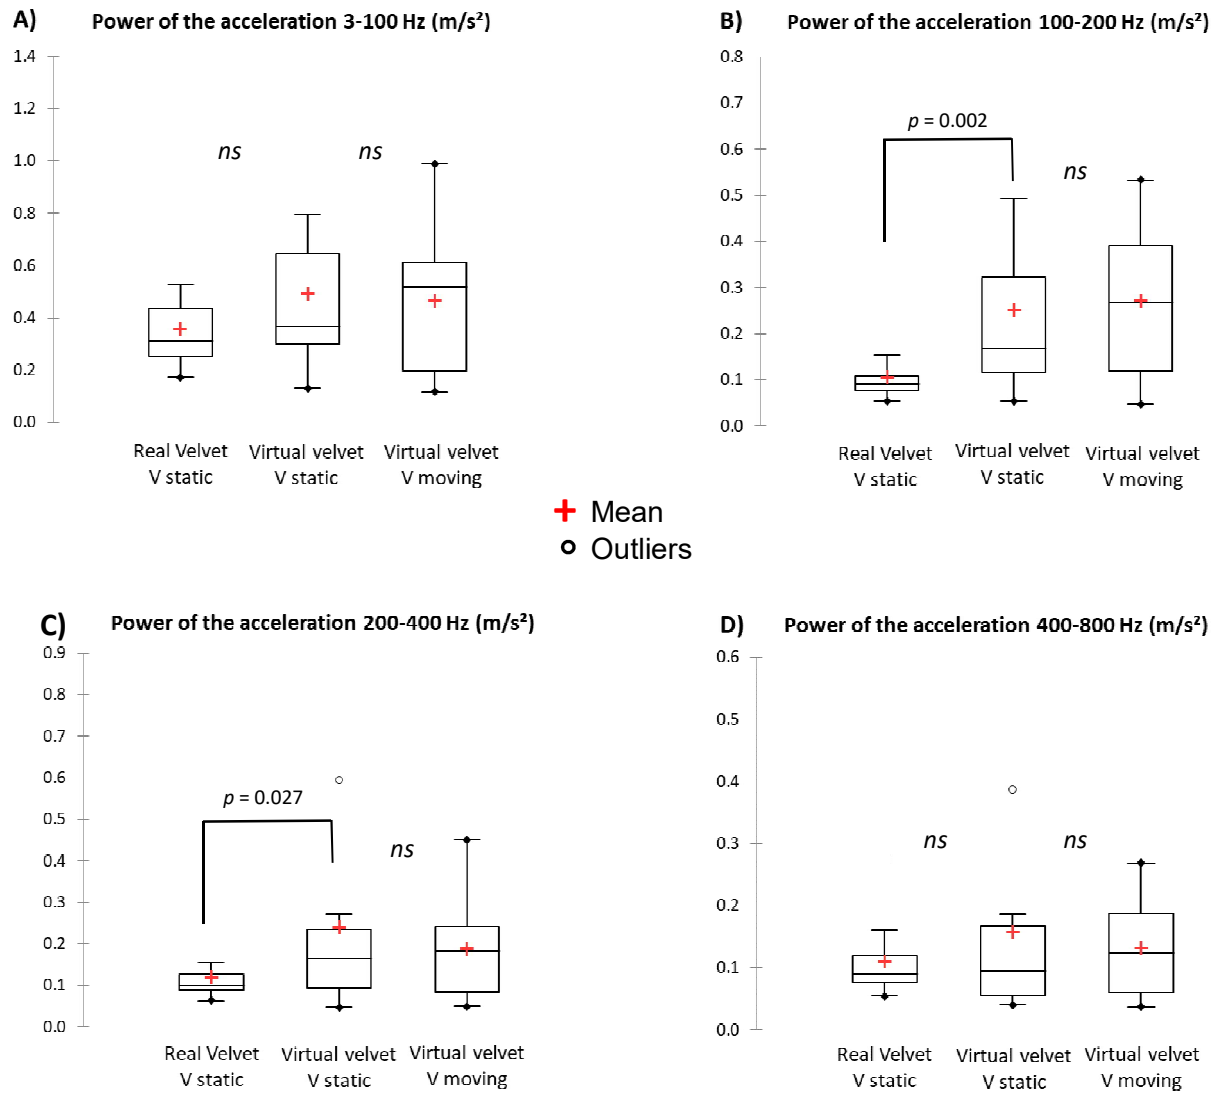 A) Power of the acceleration 3-100 Hz (m/s²)
1.4
1.2
1.0
0.8
0.6
0.4
0.2
0.0
ns ns
Real Velvet Virtual velvet Virtual velvet
V static V static V moving
B) Power of the acceleration 100-200 Hz (m/s²)
0.8
0.7
0.6
0.5
0.4
0.3
0.2
0.1
0.0
p = 0.002
ns
Real Velvet Virtual velvet Virtual velvet
V static V static V moving
Mean
Outliers
C) Power of the acceleration 200-400 Hz (m/s²)
0.9
0.8
0.7
0.6
0.5
0.4
0.3
0.2
0.1
0.0
p = 0.027
ns
Real Velvet Virtual velvet Virtual velvet
V static V static V moving
D) Power of the acceleration 400-800 Hz (m/s²)
0.6
0.5
0.4
0.3
0.2
0.1
0.0
ns ns
Real Velvet Virtual velvet Virtual velvet
V static V static V moving